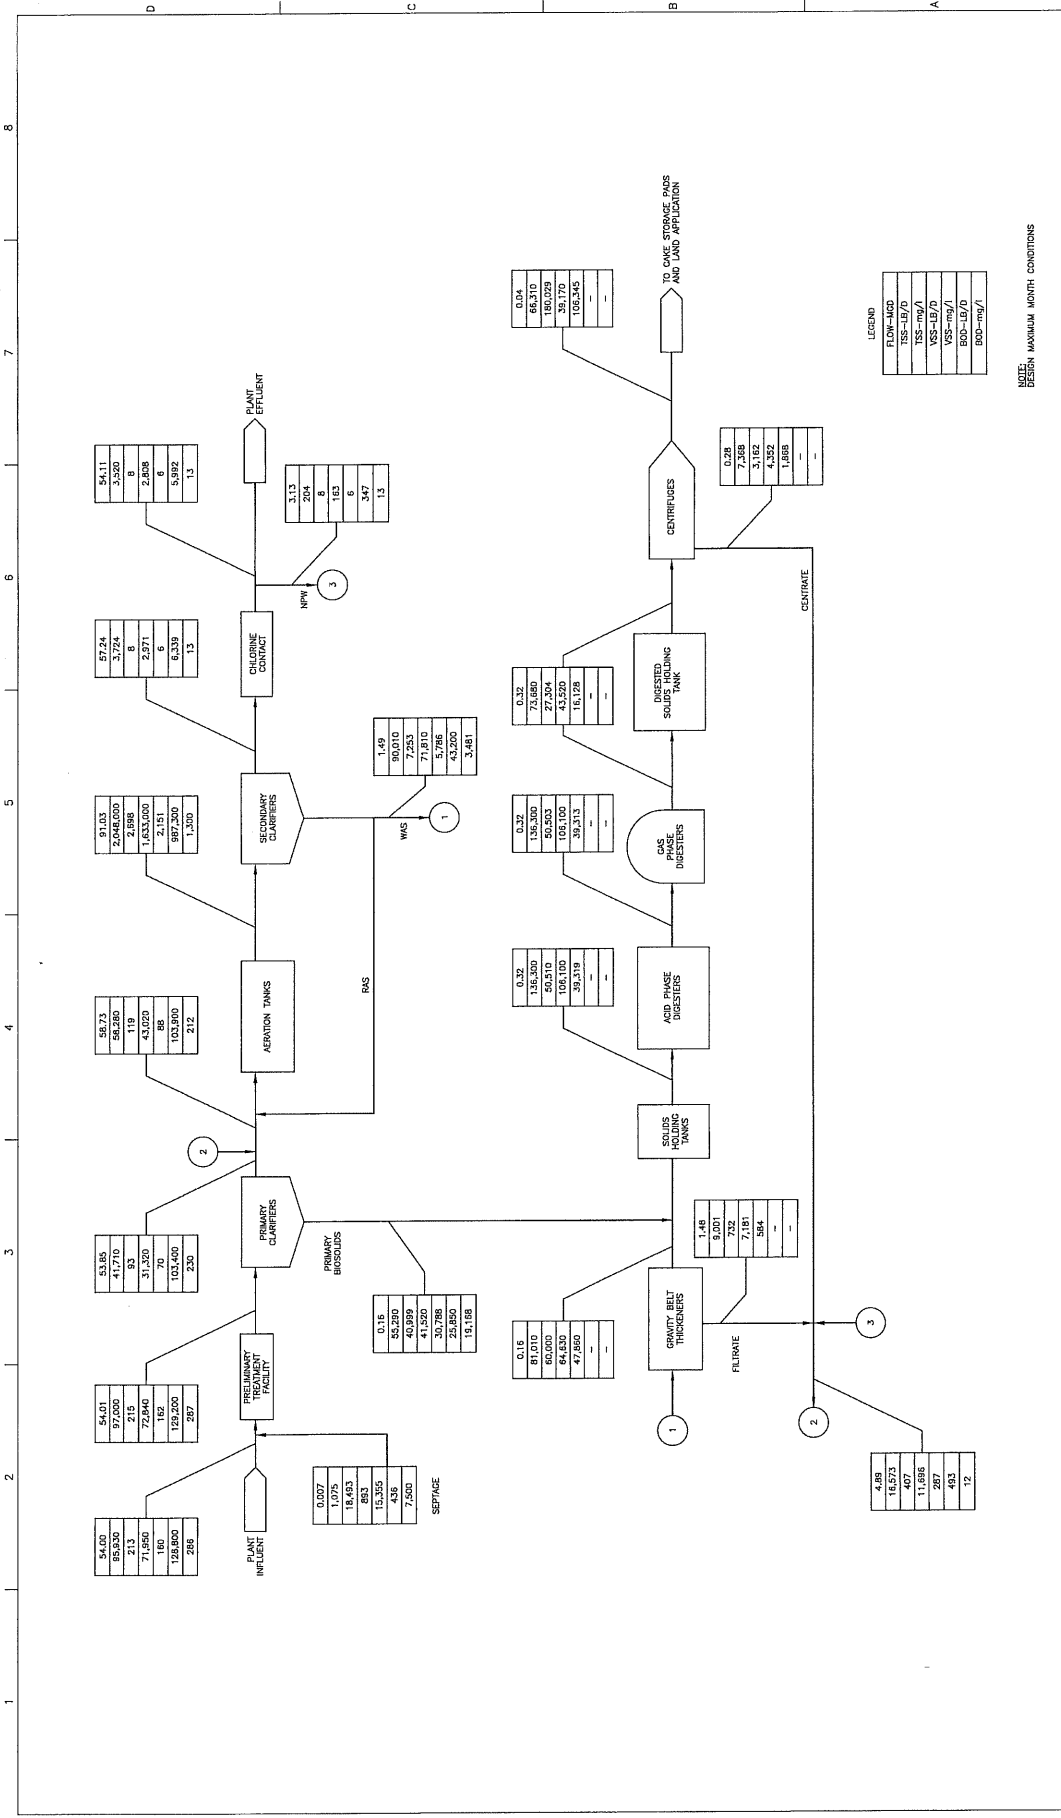 1
2
3
4
5
6
7
8
D
C
B
A
54.00
95,930
213
71,950
160
128,800
286
54.01
97,000
215
72,840
162
129,200
287
53.85
41,710
93
31,320
70
103,400
230
58.73
58,280
119
43,020
88
103,900
212
91.03
2,048,000
2,698
1,633,000
2,151
987,300
1,300
57.24
3,724
8
2,971
6
6,339
13
54.11
3,520
8
2,808
6
5,992
13
PLANT
INFLUENT
PRELIMINARY
TREATMENT
FACILITY
PRIMARY
CLARIFIERS
2
AERATION TANKS
SECONDARY
CLARIFIERS
CHLORINE
CONTACT
PLANT
EFFLUENT
0.007
1,075
18,493
893
15,355
436
7,500
SEPTAGE
PRIMARY
BIOSOLIDS
0.16
55,290
40,999
41,520
30,788
25,850
19,168
RAS
WAS
1
1.49
90,010
7,253
71,810
5,786
43,200
3,481
NPW
3
3.13
204
8
163
6
347
13
0.16
81,010
60,000
64,630
47,860
–
–
0.32
136,300
50,510
106,100
39,319
–
–
0.32
136,300
50,503
106,100
39,313
–
–
0.32
73,680
27,304
43,520
16,128
–
–
0.04
66,310
180,029
39,170
106,345
–
–
1
GRAVITY BELT
THICKENERS
SOLIDS
HOLDING
TANKS
ACID PHASE
DIGESTERS
GAS
PHASE
DIGESTERS
DIGESTED
SOLIDS HOLDING
TANK
CENTRIFUGES
TO CAKE STORAGE PADS
AND LAND APPLICATION
FILTRATE
1.48
9,001
732
7,181
584
–
–
0.28
7,368
3,162
4,352
1,868
–
–
CENTRATE
2
3
4.89
16,573
407
11,696
287
493
12
LEGEND
FLOW-MGD
TSS-LB/D
TSS-mg/l
VSS-LB/D
VSS-mg/l
BOD-LB/D
BOD-mg/l
NOTE:
DESIGN MAXIMUM MONTH CONDITIONS